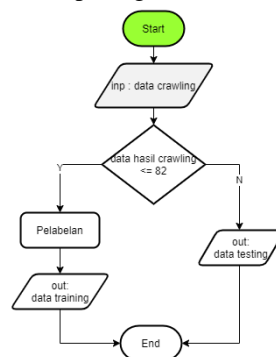 Start
inp : data crawling
data hasil crawling
<= 82
Y
N
Pelabelan
out:
data testing
out:
data training
End